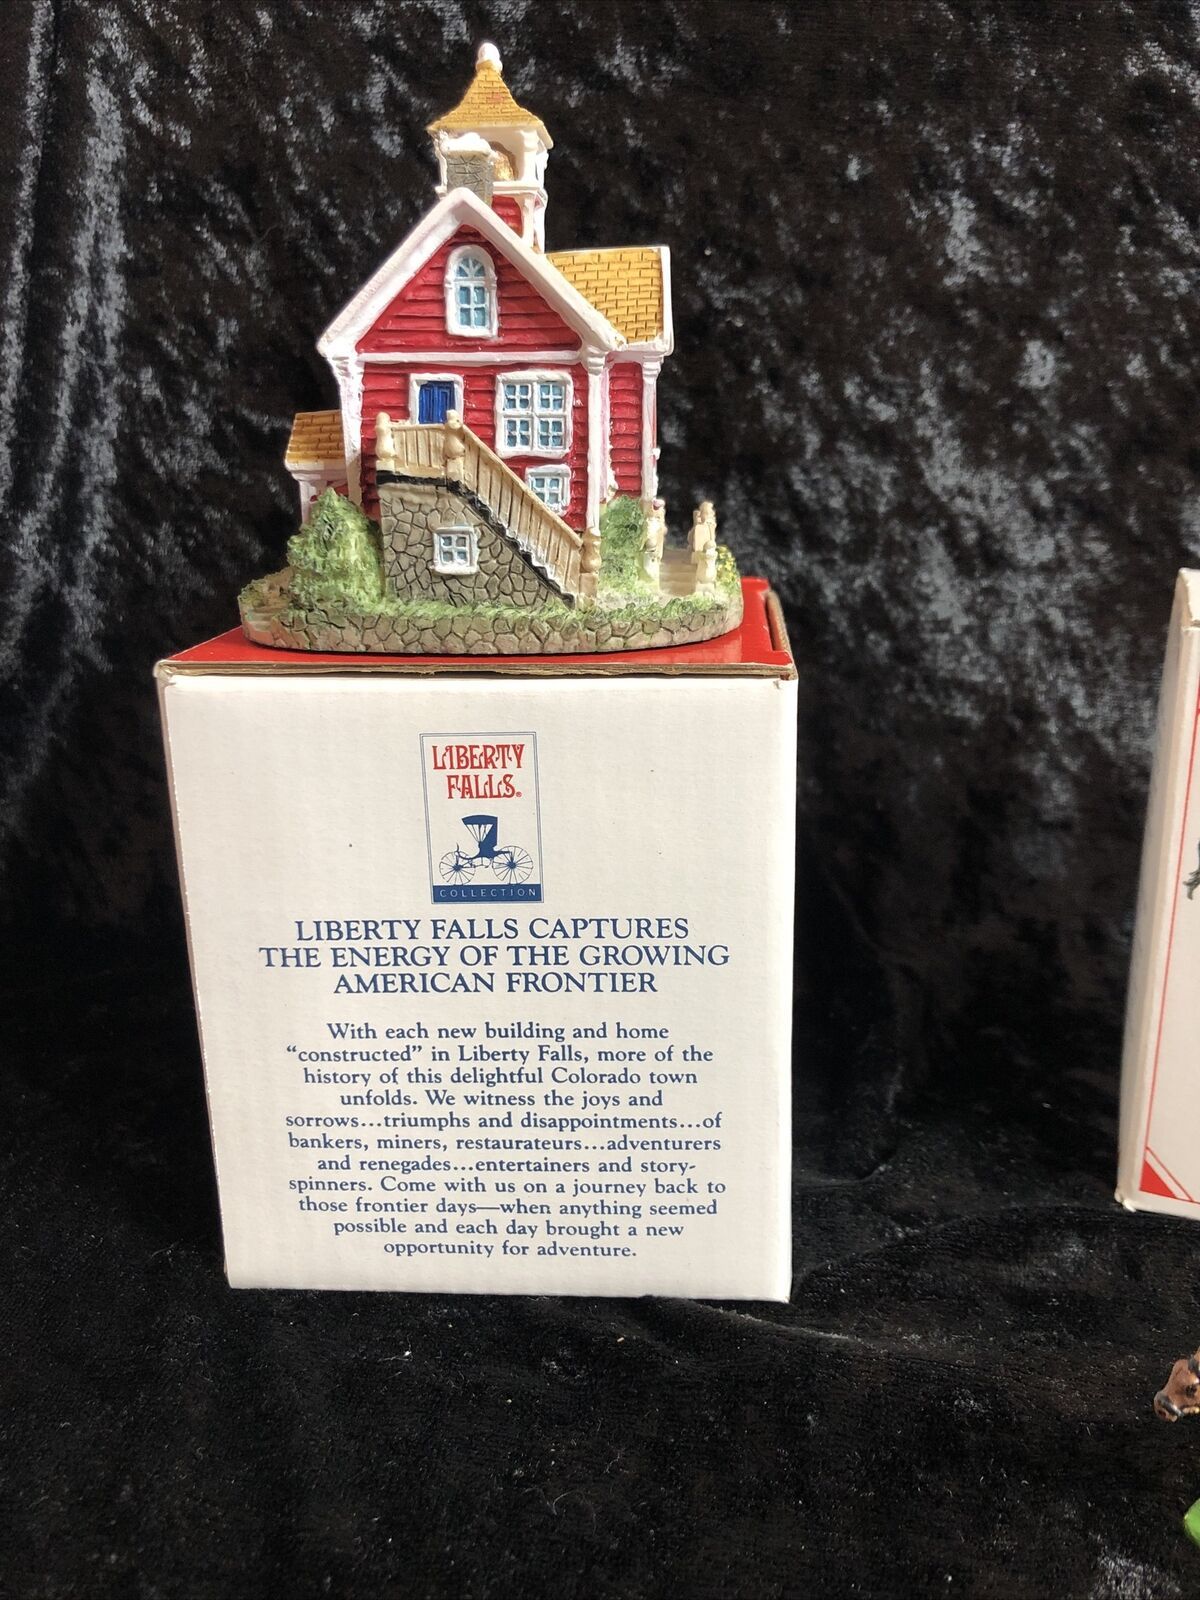 LIBERTY
FALLS®
COLLECTION
LIBERTY FALLS CAPTURES
THE ENERGY OF THE GROWING
AMERICAN FRONTIER
With each new building and home
“constructed” in Liberty Falls, more of the
history of this delightful Colorado town
unfolds. We witness the joys and
sorrows...triumphs and disappointments...of
bankers, miners, restaurateurs...adventurers
and renegades...entertainers and story-
spinners. Come with us on a journey back to
those frontier days—when anything seemed
possible and each day brought a new
opportunity for adventure.